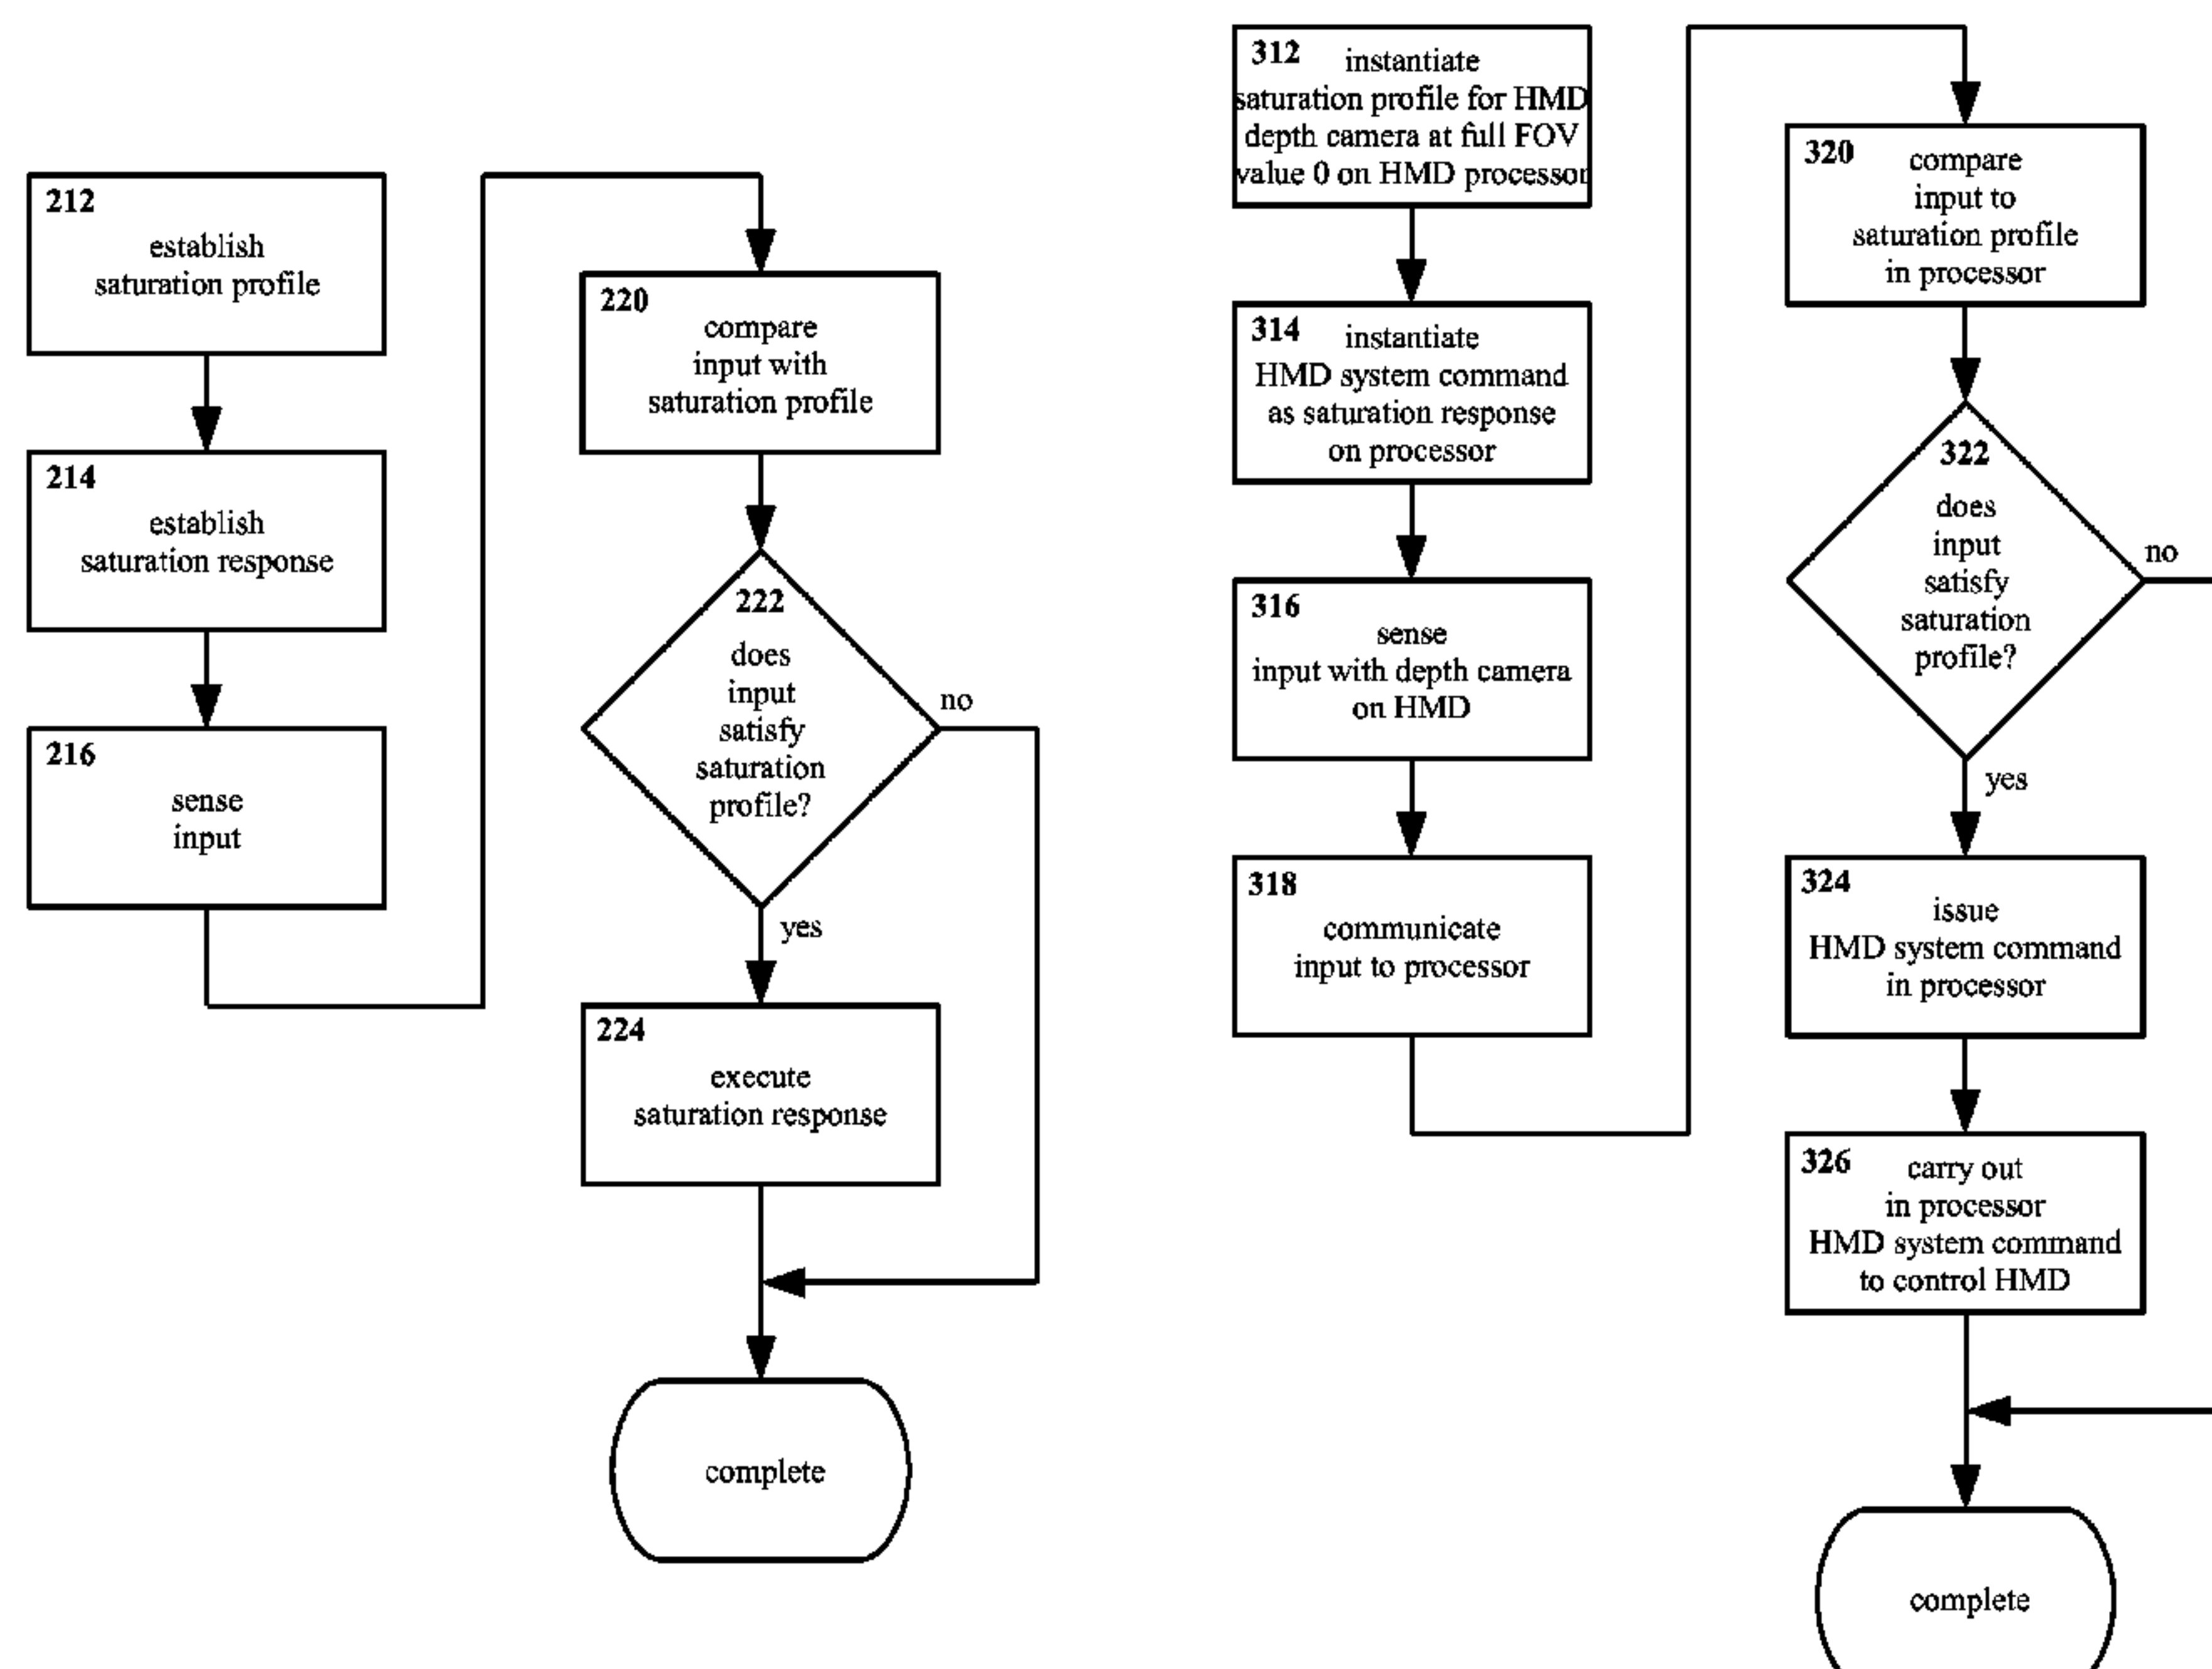 212
establish
saturation profile
214
establish
saturation response
216
sense
input
220
compare
input with
saturation profile
222
does
input
satisfy
saturation
profile?
no
yes
224
execute
saturation response
complete
312 instantiate
saturation profile for HMD
depth camera at full FOV
value 0 on HMD processor
314 instantiate
HMD system command
as saturation response
on processor
316
sense
input with depth camera
on HMD
318
communicate
input to processor
320 compare
input to
saturation profile
in processor
322
does
input
satisfy
saturation
profile?
no
yes
324
issue
HMD system command
in processor
326 carry out
in processor
HMD system command
to control HMD
complete